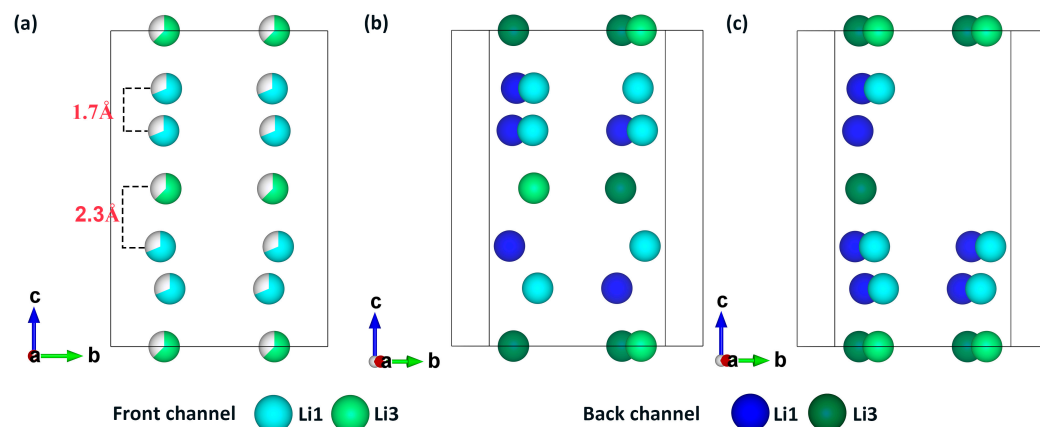 (a)
(b)
(c)
1.7Å
2.3Å
c
a b
c
a b
c
a b
Front channel Li1 Li3 Back channel Li1 Li3